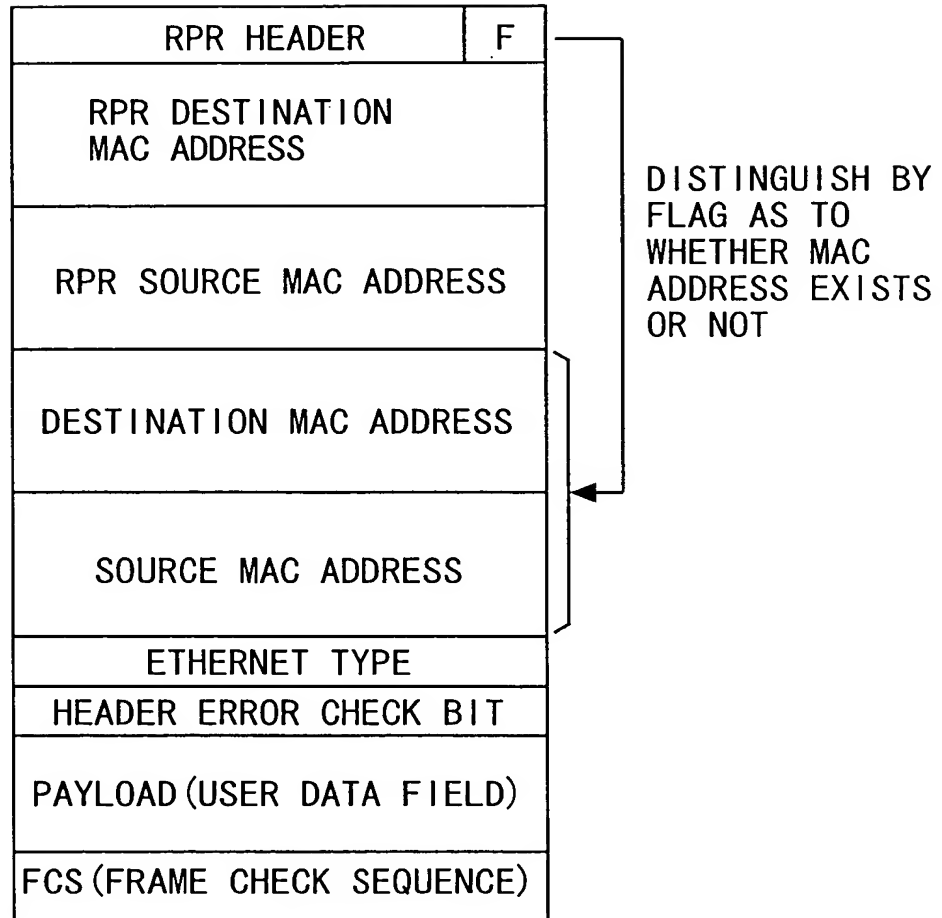 RPR HEADER F
RPR DESTINATION
MAC ADDRESS
RPR SOURCE MAC ADDRESS
DESTINATION MAC ADDRESS
SOURCE MAC ADDRESS
ETHERNET TYPE
HEADER ERROR CHECK BIT
PAYLOAD(USER DATA FIELD)
FCS(FRAME CHECK SEQUENCE)
DISTINGUISH BY
FLAG AS TO
WHETHER MAC
ADDRESS EXISTS
OR NOT